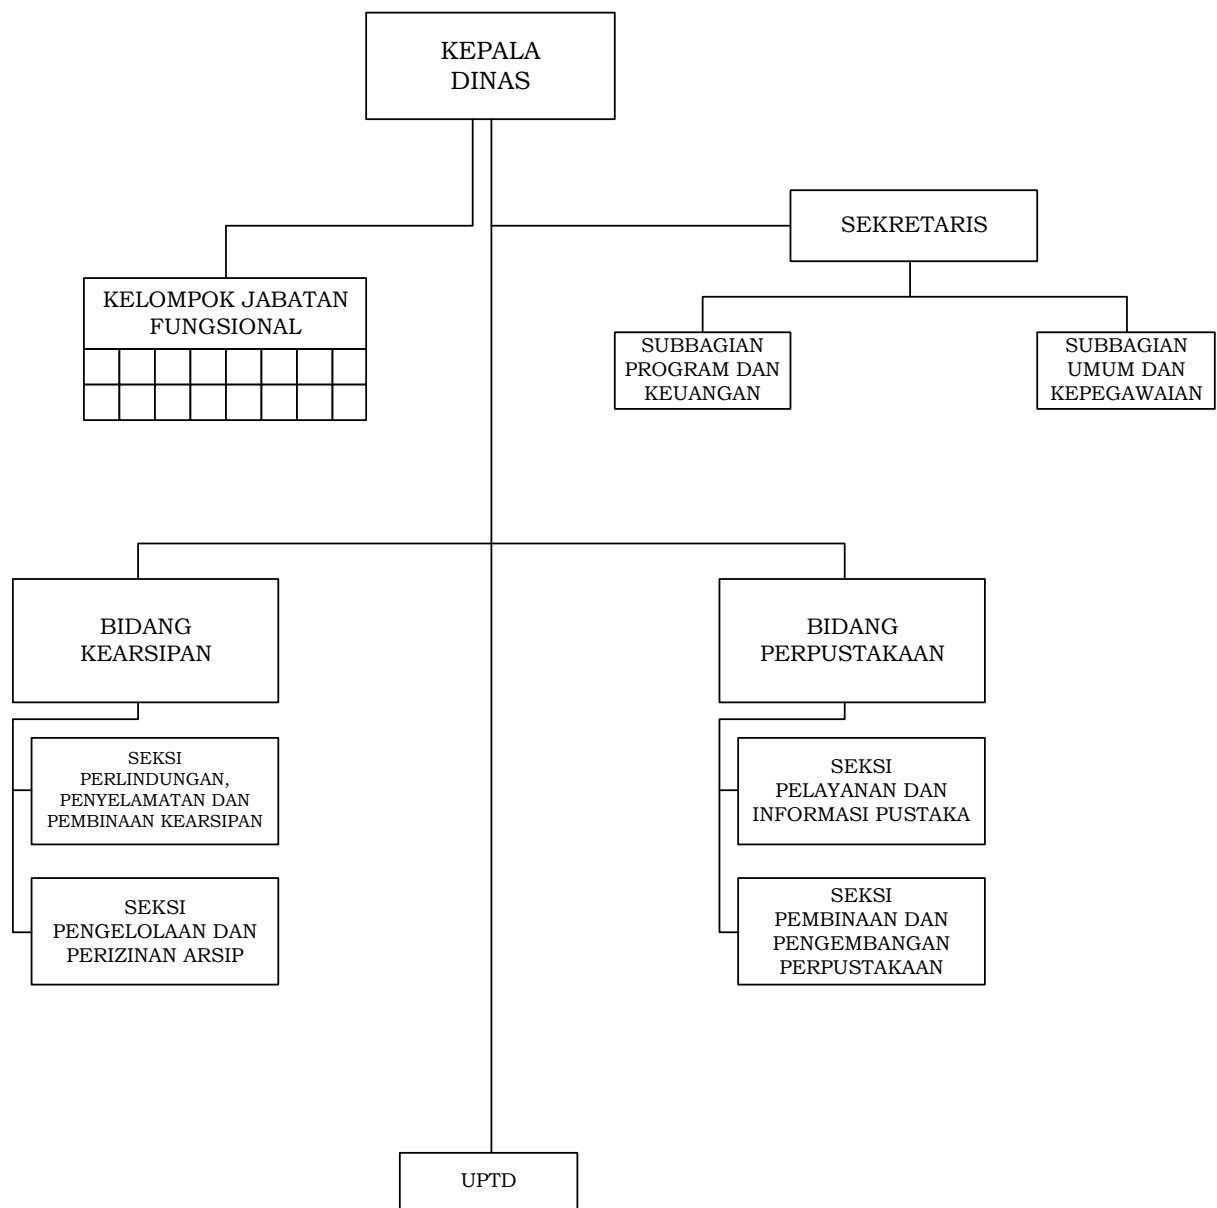 KEPALA
DINAS
SEKRETARIS
KELOMPOK JABATAN
FUNGSIONAL
SUBBAGIAN
PROGRAM DAN
KEUANGAN
SUBBAGIAN
UMUM DAN
KEPEGAWAIAN
BIDANG
KEARSIPAN
BIDANG
PERPUSTAKAAN
SEKSI
PERLINDUNGAN,
PENYELAMATAN DAN
PEMBINAAN KEARSIPAN
SEKSI
PELAYANAN DAN
INFORMASI PUSTAKA
SEKSI
PENGELOLAAN DAN
PERIZINAN ARSIP
SEKSI
PEMBINAAN DAN
PENGEMBANGAN
PERPUSTAKAAN
UPTD